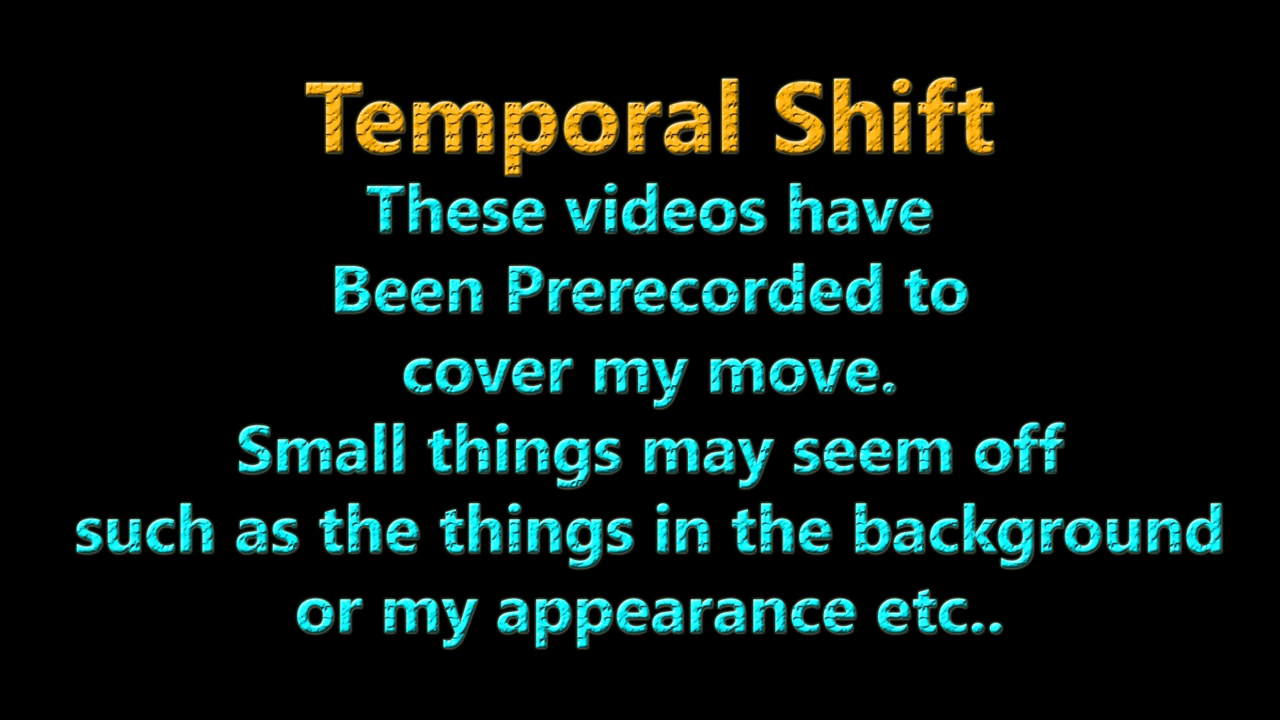 Temporal Shift
These videos have
Been Prerecorded to
cover my move.
Small things may seem off
such as the things in the background
or my appearance etc..